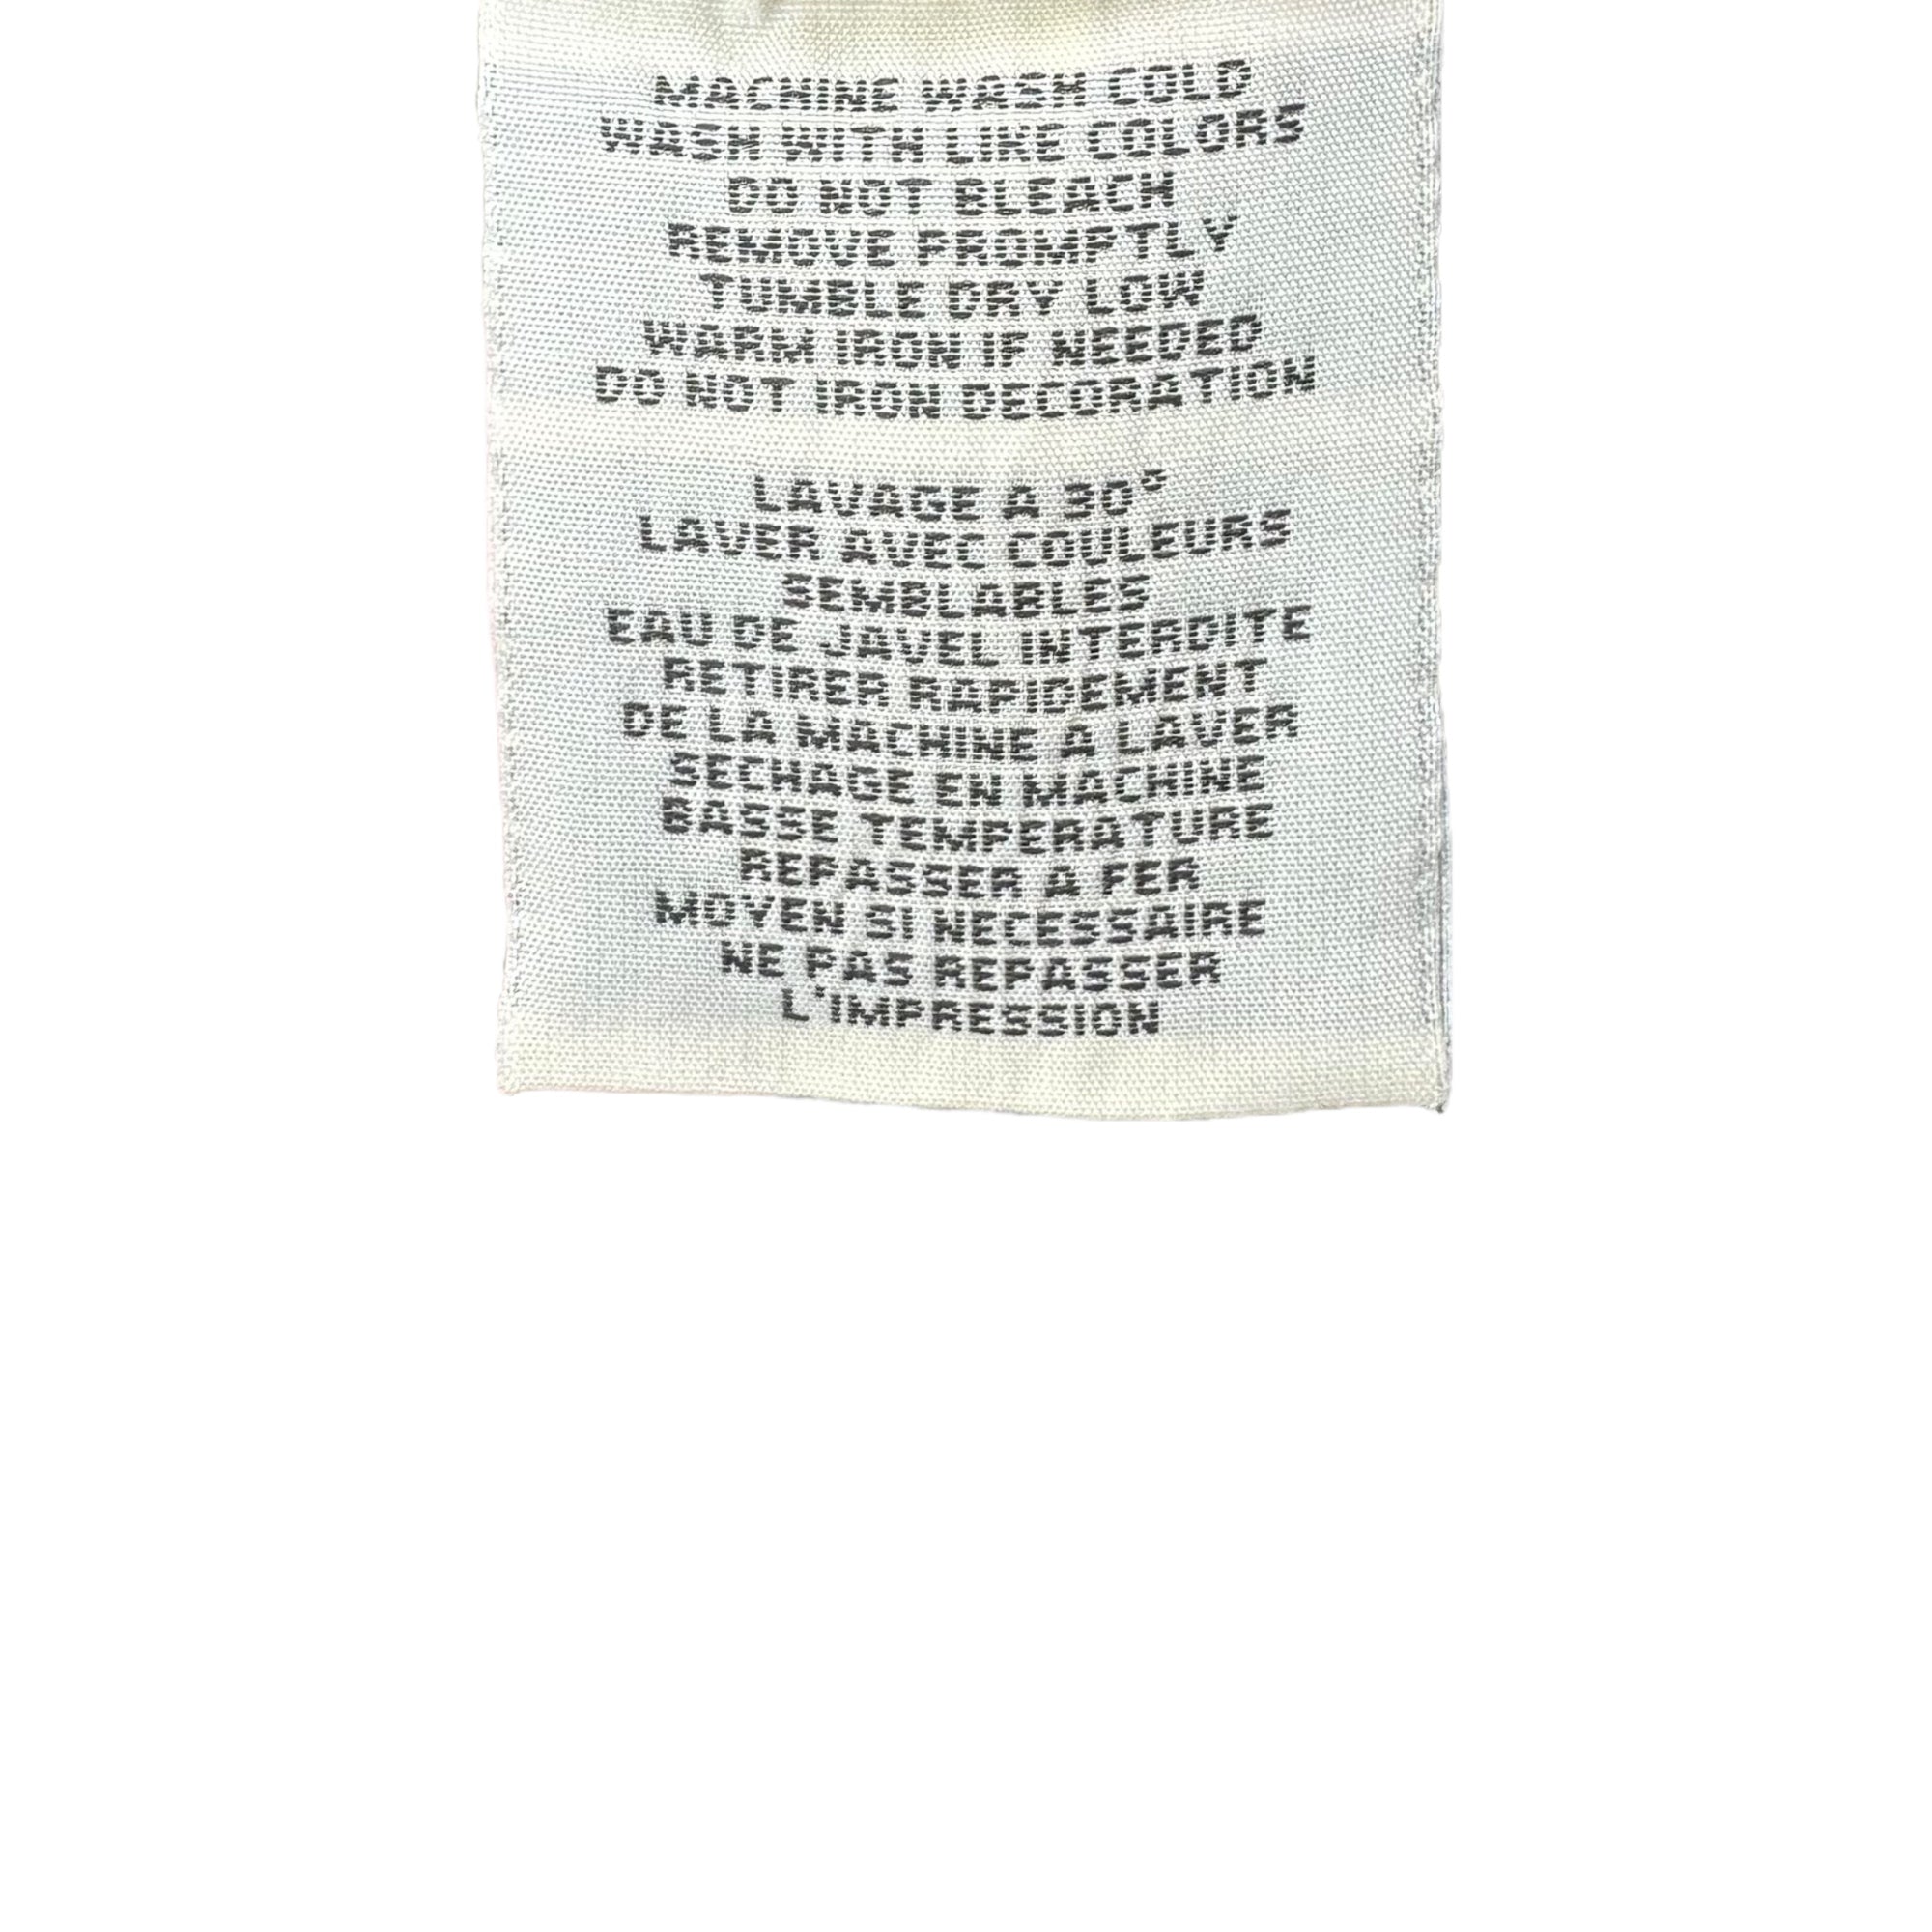 MACHINE WASH COLD
WASH WITH LIKE COLORS
DO NOT BLEACH
REMOVE PROMPTLY
TUMBLE DRY LOW
WARM IRON IF NEEDED
DO NOT IRON DECORATION
LAVAGE A 30°
LAVER AVEC COULEURS
SEMBLABLES
EAU DE JAVEL INTERDITE
RETIRER RAPIDEMENT
DE LA MACHINE A LAVER
SECHAGE EN MACHINE
BASSE TEMPERATURE
REPASSER A FER
MOYEN SI NECESSAIRE
NE PAS REPASSER
L'IMPRESSION